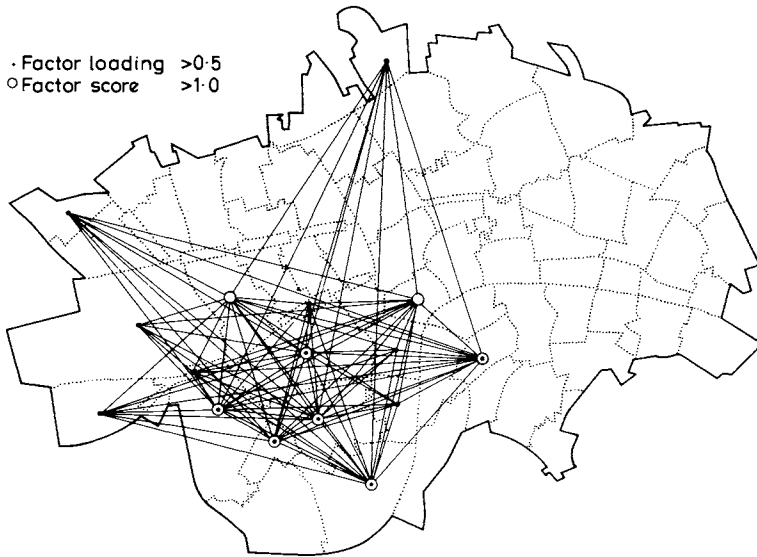 · Factor loading >0·5
○ Factor score >1·0